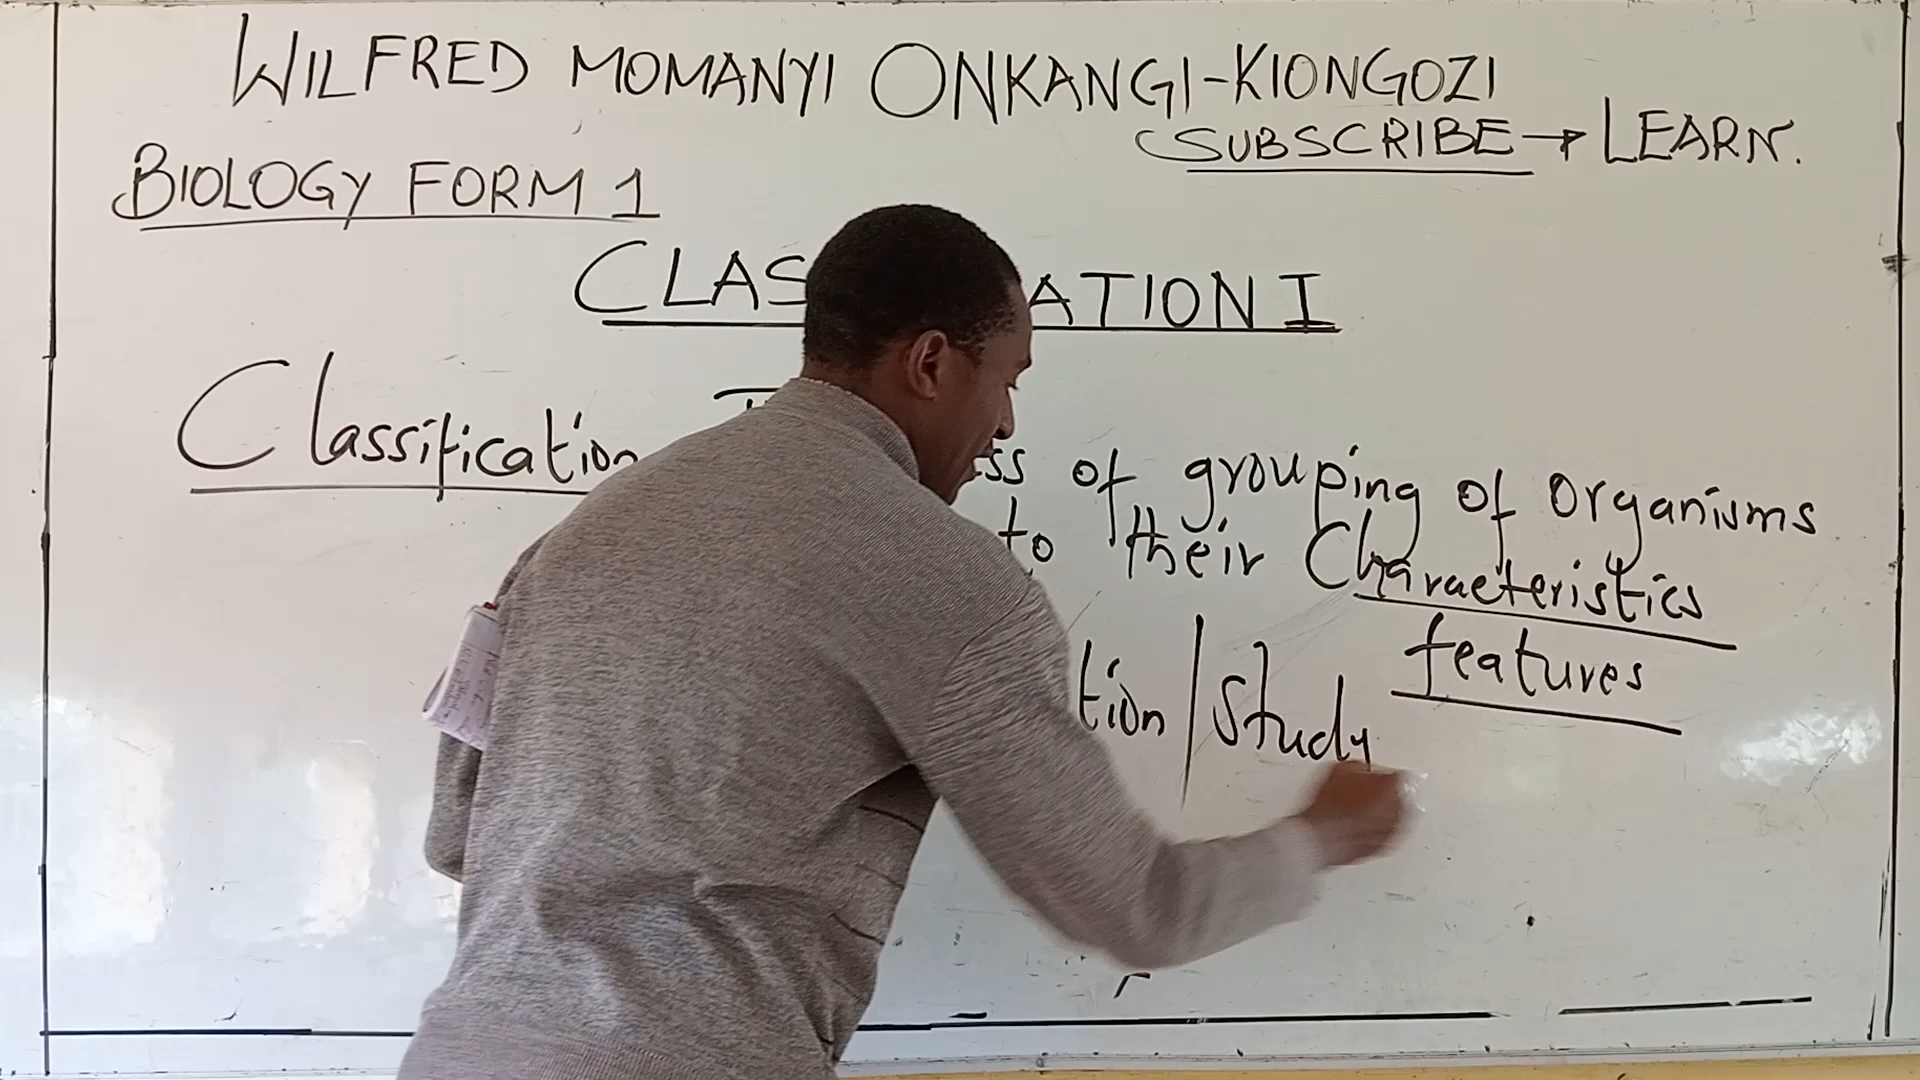 WILFRED MOMANYI ONKANGI-KIONGOZI
SUBSCRIBE → LEARN.
BIOLOGY FORM 1
CLAS ATION I
Classification
ss of grouping of organisms
to their Characteristics
features
tion / Study